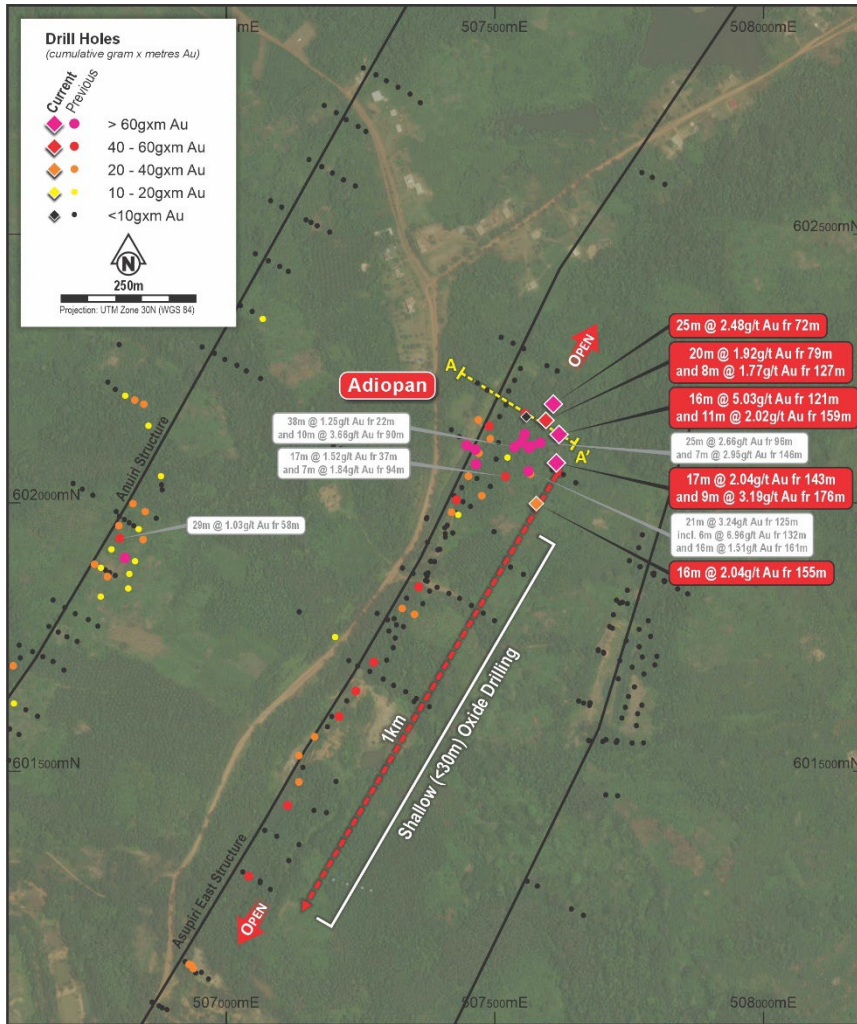 Drill Holes
(cumulative gram x metres Au)
Current
Previous
> 60gxm Au
40 - 60gxm Au
20 - 40gxm Au
10 - 20gxm Au
<10gxm Au
N
250m
Projection: UTM Zone 30N (WGS 84)
mE
507500mE
508000mE
602500mN
25m @ 2.48g/t Au fr 72m
OPEN
20m @ 1.92g/t Au fr 79m
and 8m @ 1.77g/t Au fr 127m
A
Adiopan
16m @ 5.03g/t Au fr 121m
and 11m @ 2.02g/t Au fr 159m
38m @ 1.25g/t Au fr 22m
and 10m @ 3.66g/t Au fr 90m
A'
25m @ 2.66g/t Au fr 96m
and 7m @ 2.95g/t Au fr 146m
17m @ 1.52g/t Au fr 37m
and 7m @ 1.84g/t Au fr 94m
17m @ 2.04g/t Au fr 143m
and 9m @ 3.19g/t Au fr 176m
Anuiri Structure
602000mN
29m @ 1.03g/t Au fr 58m
21m @ 3.24g/t Au fr 125m
incl. 6m @ 6.96g/t Au fr 132m
and 16m @ 1.51g/t Au fr 161m
16m @ 2.04g/t Au fr 155m
1km
Shallow (<30m) Oxide Drilling
601500mN
601500mN
Asupiri East Structure
OPEN
507000mE
507500mE
508000mE